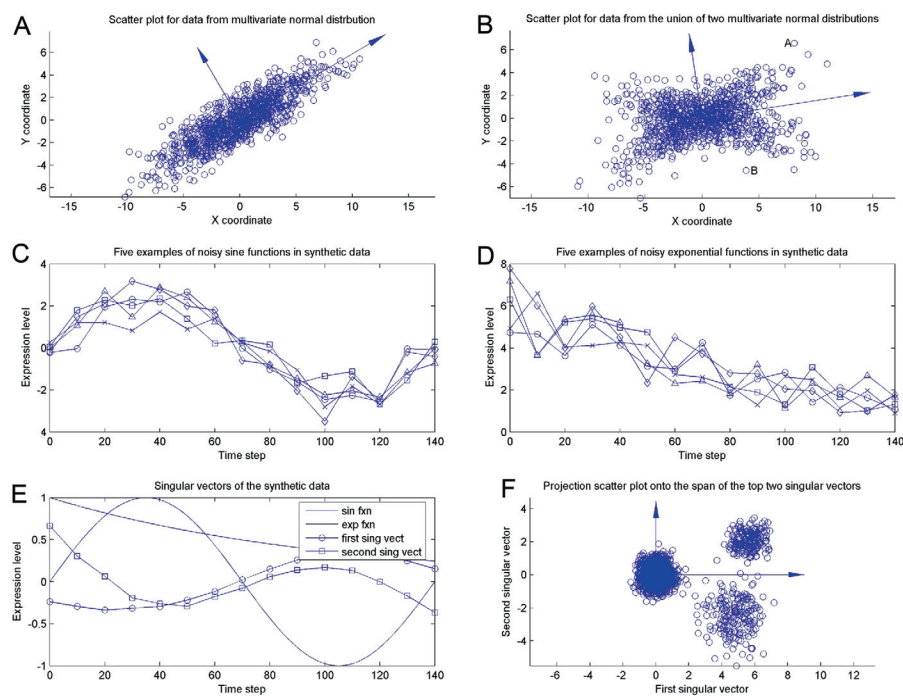 A
Scatter plot for data from multivariate normal distrbution
6
4
2
0
-2
-4
-6
Y coordinate
-15 -10 -5 0 5 10 15
X coordinate
B
Scatter plot for data from the union of two multivariate normal distributions
A
B
6
4
2
0
-2
-4
-6
Y coordinate
-15 -10 -5 0 5 10 15
X coordinate
C
Five examples of noisy sine functions in synthetic data
4
2
0
2
4
Expression level
0 20 40 60 80 100 120 140
Time step
D
Five examples of noisy exponential functions in synthetic data
8
6
4
2
0
Expression level
0 20 40 60 80 100 120 140
Time step
E
Singular vectors of the synthetic data
1
0.5
0
-0.5
-1
Expression level
sin fxn
exp fxn
first sing vect
second sing vect
0 20 40 60 80 100 120 140
Time step
F
Projection scatter plot onto the span of the top two singular vectors
4
2
0
-2
-4
Second singular vector
-6 -4 -2 0 2 4 6 8 10 12
First singular vector